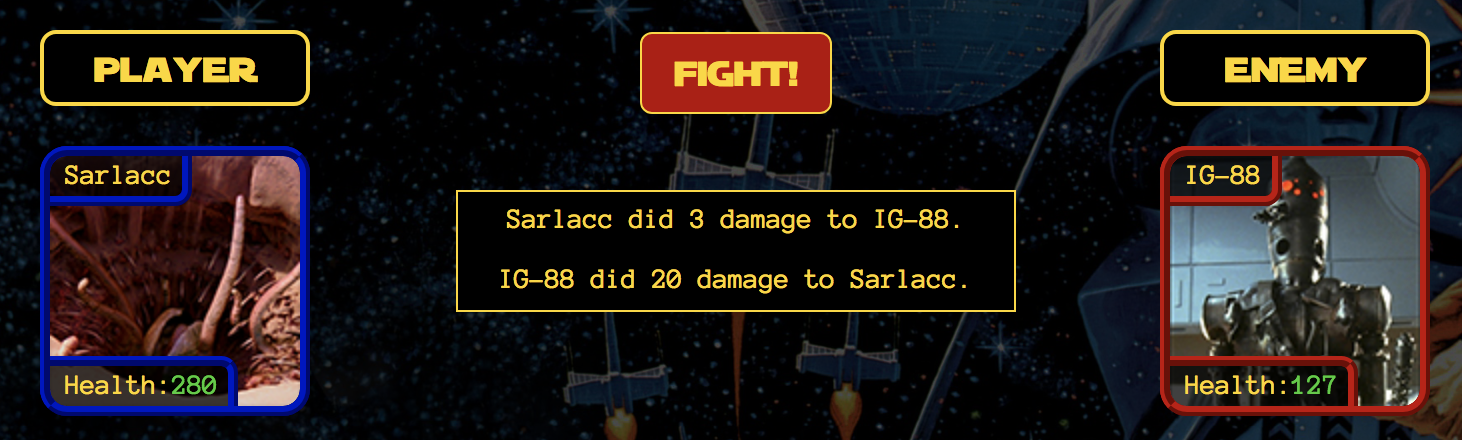 PLAYER
FIGHT!
ENEMY
Sarlacc
IG-88
Sarlacc did 3 damage to IG-88.
IG-88 did 20 damage to Sarlacc.
Health:280
Health:127